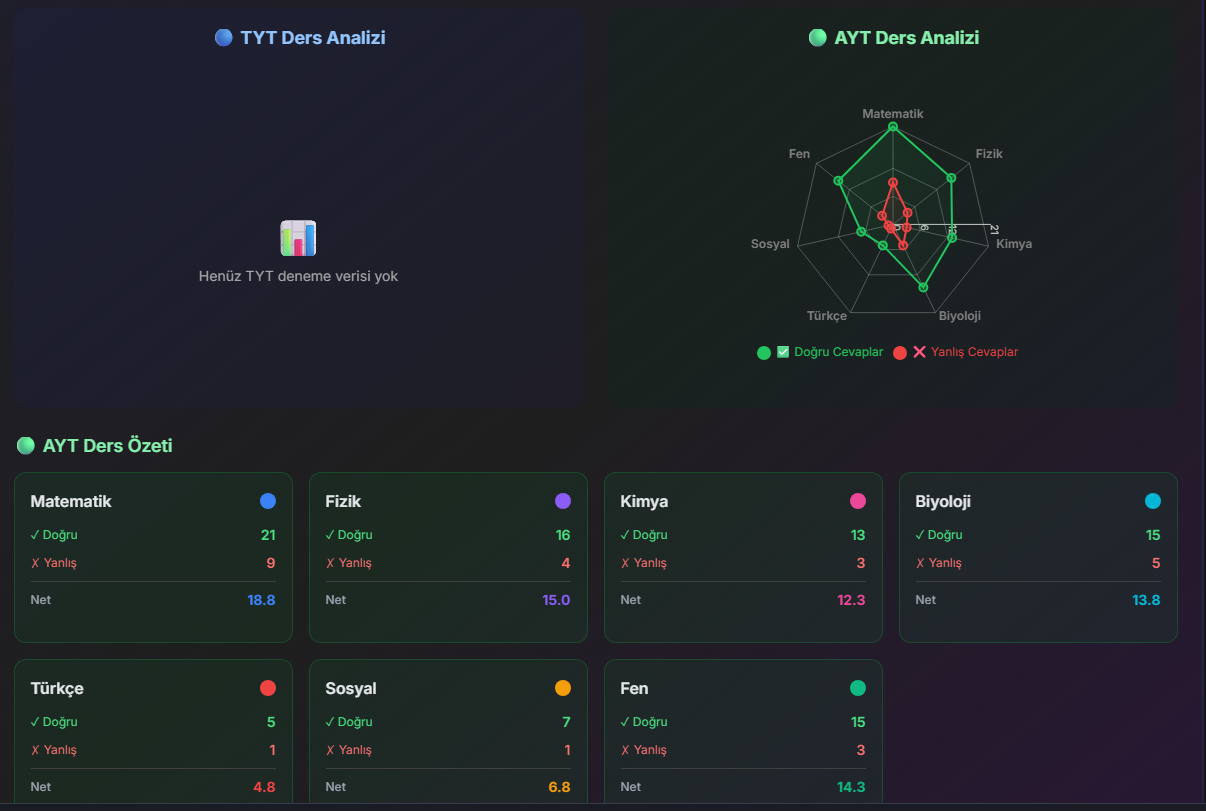 TYT Ders Analizi
Henüz TYT deneme verisi yok
AYT Ders Analizi
Matematik
Fen
Fizik
0 6 12 21
Sosyal
Kimya
Türkçe
Biyoloji
✅ Doğru Cevaplar ❌ Yanlış Cevaplar
AYT Ders Özeti
Matematik
✓ Doğru 21
✗ Yanlış 9
Net 18.8
Fizik
✓ Doğru 16
✗ Yanlış 4
Net 15.0
Kimya
✓ Doğru 13
✗ Yanlış 3
Net 12.3
Biyoloji
✓ Doğru 15
✗ Yanlış 5
Net 13.8
Türkçe
✓ Doğru 5
✗ Yanlış 1
Net 4.8
Sosyal
✓ Doğru 7
✗ Yanlış 1
Net 6.8
Fen
✓ Doğru 15
✗ Yanlış 3
Net 14.3